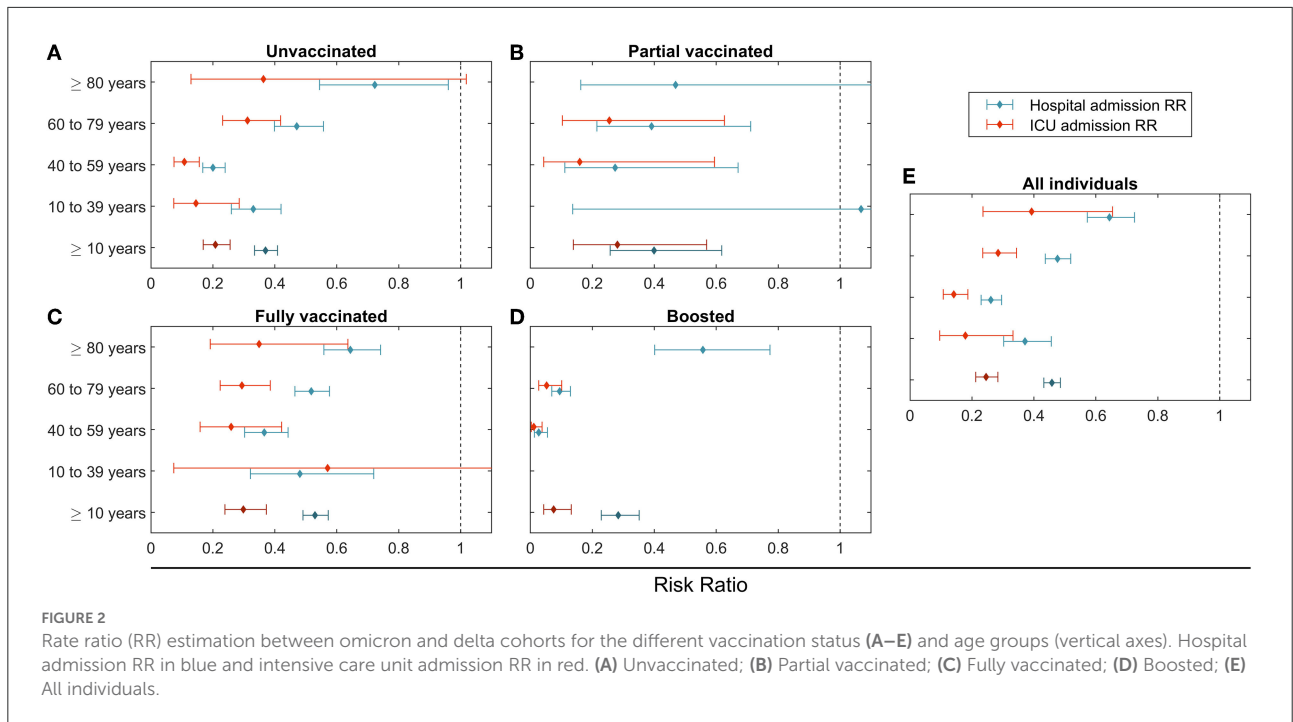 A
Unvaccinated
≥ 80 years
60 to 79 years
40 to 59 years
10 to 39 years
≥ 10 years
0 0.2 0.4 0.6 0.8 1
B
Partial vaccinated
0 0.2 0.4 0.6 0.8 1
Hospital admission RR
ICU admission RR
C
Fully vaccinated
≥ 80 years
60 to 79 years
40 to 59 years
10 to 39 years
≥ 10 years
0 0.2 0.4 0.6 0.8 1
D
Boosted
0 0.2 0.4 0.6 0.8 1
E
All individuals
0 0.2 0.4 0.6 0.8 1
Risk Ratio
FIGURE 2
Rate ratio (RR) estimation between omicron and delta cohorts for the different vaccination status (A–E) and age groups (vertical axes). Hospital
admission RR in blue and intensive care unit admission RR in red. (A) Unvaccinated; (B) Partial vaccinated; (C) Fully vaccinated; (D) Boosted; (E)
All individuals.